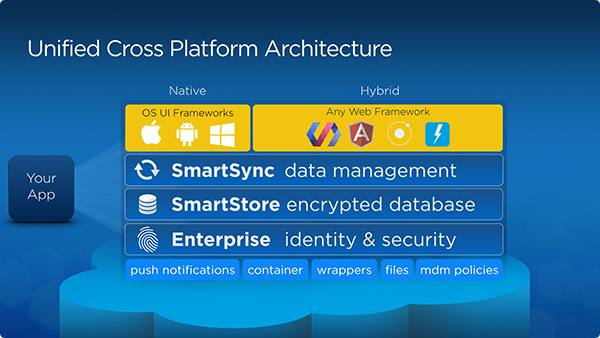 Unified Cross Platform Architecture
Native
Hybrid
OS UI Frameworks
Any Web Framework
Your
App
SmartSync data management
SmartStore encrypted database
Enterprise identity & security
push notifications
container
wrappers
files
mdm policies